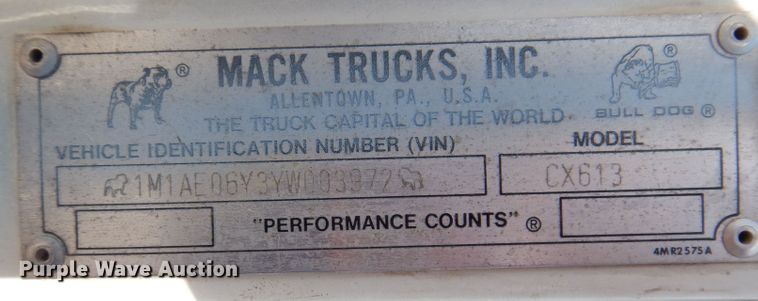 MACK TRUCKS, INC.
ALLENTOWN, PA., U.S.A.
THE TRUCK CAPITAL OF THE WORLD.
BULL DOG ®
VEHICLE IDENTIFICATION NUMBER (VIN)
MODEL
1M1AE06Y3YW003972
CX613
"PERFORMANCE COUNTS" ®
4MR2575A
Purple Wave Auction